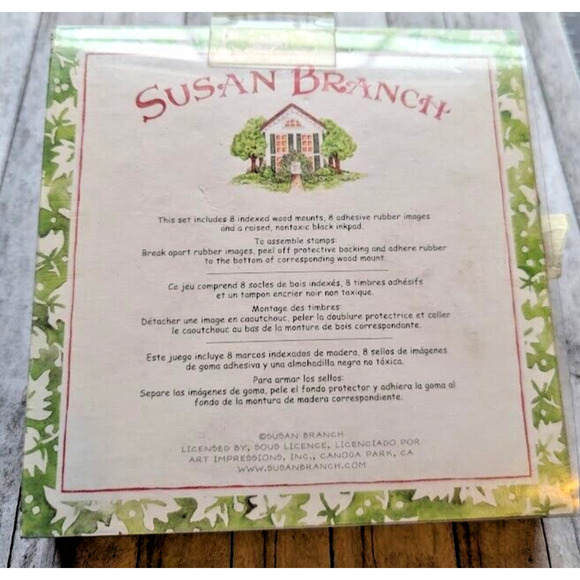 SUSAN BRANCH
This set includes 8 indexed wood mounts, 8 adhesive rubber images
and a raised, nontoxic black inkpad.
To assemble stamps:
Break apart rubber images, peel off protective backing and adhere rubber
to the bottom of corresponding wood mount.
Ce jeu comprend 8 socles de bois indexés, 8 timbres adhésifs
et un tampon encrier noir non toxique.
Montage des timbres:
Détacher une image en caoutchouc, peler la doublure protectrice et coller
le caoutchouc au bas de la monture de bois correspondante.
Este juego incluye 8 marcos indexados de madera, 8 sellos de imágenes
de goma adhesiva y una almohadilla negra no tóxica.
Para armar los sellos:
Separe las imágenes de goma, pele el fondo protector y adhiera la goma al
fondo de la montura de madera correspondiente.
©SUSAN BRANCH
LICENSED BY, SOUS LICENCE, LICENCIADO POR
ART IMPRESSIONS, INC., CANOGA PARK, CA
WWW.SUSANBRANCH.COM